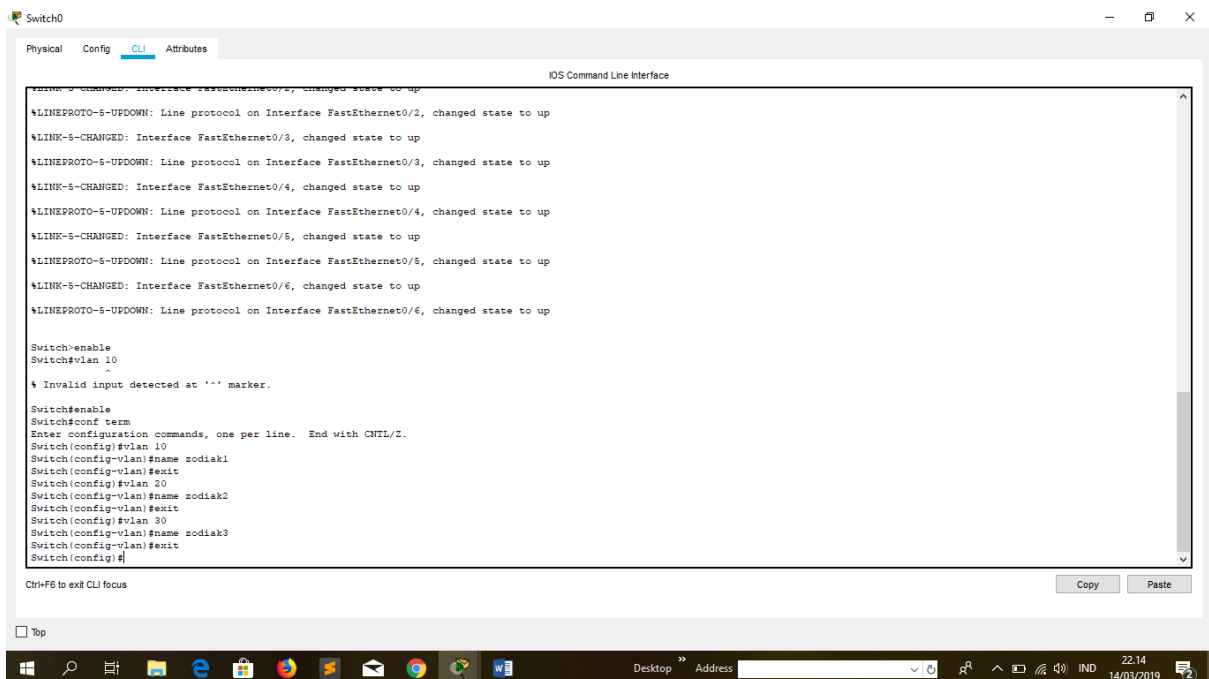 Switch0
Physical Config CLI Attributes
IOS Command Line Interface
%LINK-5-CHANGED: Interface FastEthernet0/2, changed state to up
%LINEPROTO-5-UPDOWN: Line protocol on Interface FastEthernet0/2, changed state to up
%LINK-5-CHANGED: Interface FastEthernet0/3, changed state to up
%LINEPROTO-5-UPDOWN: Line protocol on Interface FastEthernet0/3, changed state to up
%LINK-5-CHANGED: Interface FastEthernet0/4, changed state to up
%LINEPROTO-5-UPDOWN: Line protocol on Interface FastEthernet0/4, changed state to up
%LINK-5-CHANGED: Interface FastEthernet0/5, changed state to up
%LINEPROTO-5-UPDOWN: Line protocol on Interface FastEthernet0/5, changed state to up
%LINK-5-CHANGED: Interface FastEthernet0/6, changed state to up
%LINEPROTO-5-UPDOWN: Line protocol on Interface FastEthernet0/6, changed state to up
Switch>enable
Switch#vlan 10
^
% Invalid input detected at '^' marker.
Switch#enable
Switch#conf term
Enter configuration commands, one per line. End with CNTL/Z.
Switch(config)#vlan 10
Switch(config-vlan)#name zodiak1
Switch(config-vlan)#exit
Switch(config)#vlan 20
Switch(config-vlan)#name zodiak2
Switch(config-vlan)#exit
Switch(config)#vlan 30
Switch(config-vlan)#name zodiak3
Switch(config-vlan)#exit
Switch(config)#
Ctrl+F6 to exit CLI focus
Copy Paste
Top
Desktop » Address IND 22.14
14/03/2019